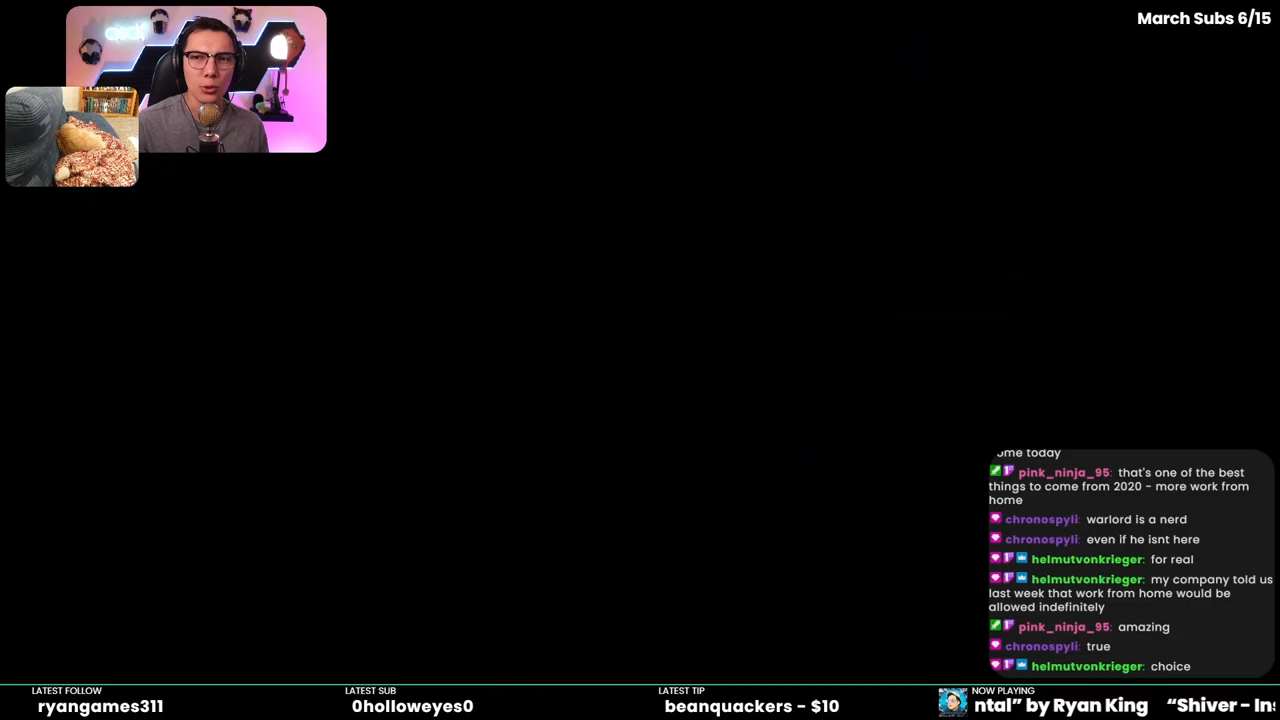 March Subs 6/15
ome today
pink_ninja_95: that's one of the best
things to come from 2020 - more work from
home
chronospyli: warlord is a nerd
chronospyli: even if he isnt here
helmutvonkrieger: for real
helmutvonkrieger: my company told us
last week that work from home would be
allowed indefinitely
pink_ninja_95: amazing
chronospyli: true
helmutvonkrieger: choice
LATEST FOLLOW
ryangames311
LATEST SUB
0holloweyes0
LATEST TIP
beanquackers - $10
NOW PLAYING
ntal” by Ryan King “Shiver - Ins